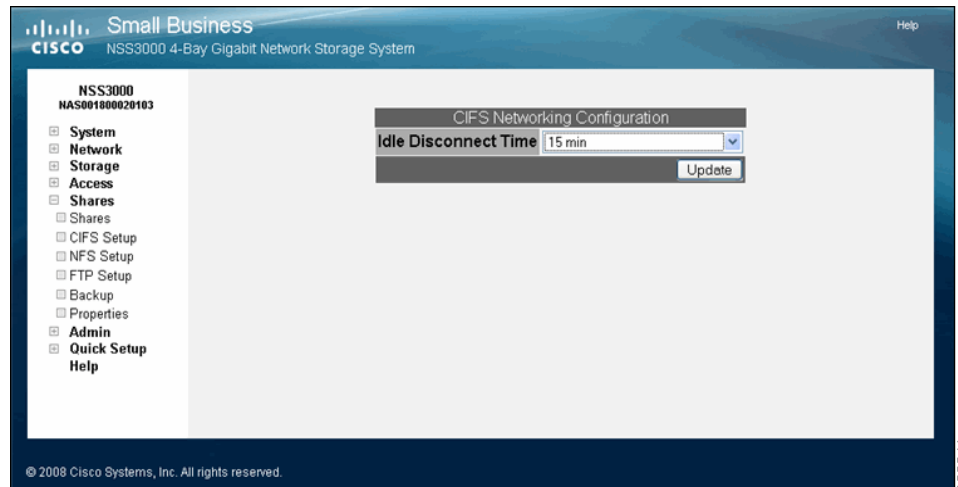 Small Business
Help
CISCO
NSS3000 4-Bay Gigabit Network Storage System
NSS3000
NAS001800020103
System
Network
Storage
Access
Shares
Shares
CIFS Setup
NFS Setup
FTP Setup
Backup
Properties
Admin
Quick Setup
Help
CIFS Networking Configuration
Idle Disconnect Time 15 min
Update
© 2008 Cisco Systems, Inc. All rights reserved.